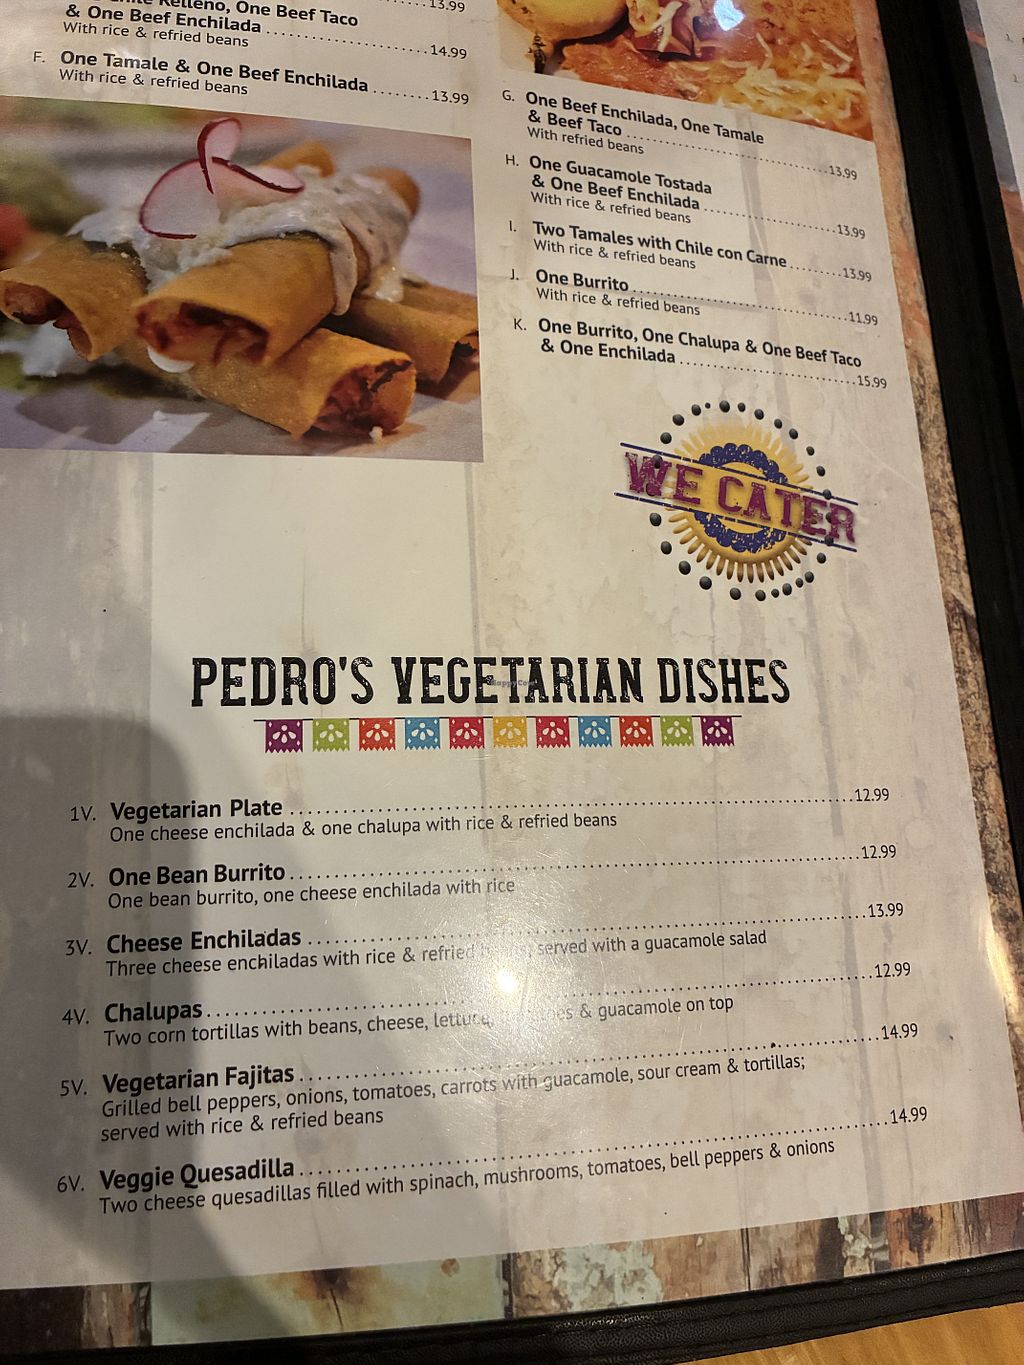 13.99
Relleno, One Beef Taco
& One Beef Enchilada ........................ 14.99
With rice & refried beans
F. One Tamale & One Beef Enchilada ........ 13.99
With rice & refried beans
G. One Beef Enchilada, One Tamale
& Beef Taco ........................ 13.99
With refried beans
H. One Guacamole Tostada
& One Beef Enchilada ........................ 13.99
With rice & refried beans
I. Two Tamales with Chile con Carne ......... 13.99
With rice & refried beans
J. One Burrito ........................ 11.99
With rice & refried beans
K. One Burrito, One Chalupa & One Beef Taco
& One Enchilada ........................ 15.99
WE CATER
PEDRO'S VEGETARIAN DISHES
HappyCow
1V. Vegetarian Plate ........................ 12.99
One cheese enchilada & one chalupa with rice & refried beans
2V. One Bean Burrito ........................ 12.99
One bean burrito, one cheese enchilada with rice
3V. Cheese Enchiladas ........................ 13.99
Three cheese enchiladas with rice & refried served with a guacamole salad
4V. Chalupas ........................ 12.99
Two corn tortillas with beans, cheese, lettuce, & guacamole on top
5V. Vegetarian Fajitas ........................ 14.99
Grilled bell peppers, onions, tomatoes, carrots with guacamole, sour cream & tortillas;
served with rice & refried beans
6V. Veggie Quesadilla ........................ 14.99
Two cheese quesadillas filled with spinach, mushrooms, tomatoes, bell peppers & onions